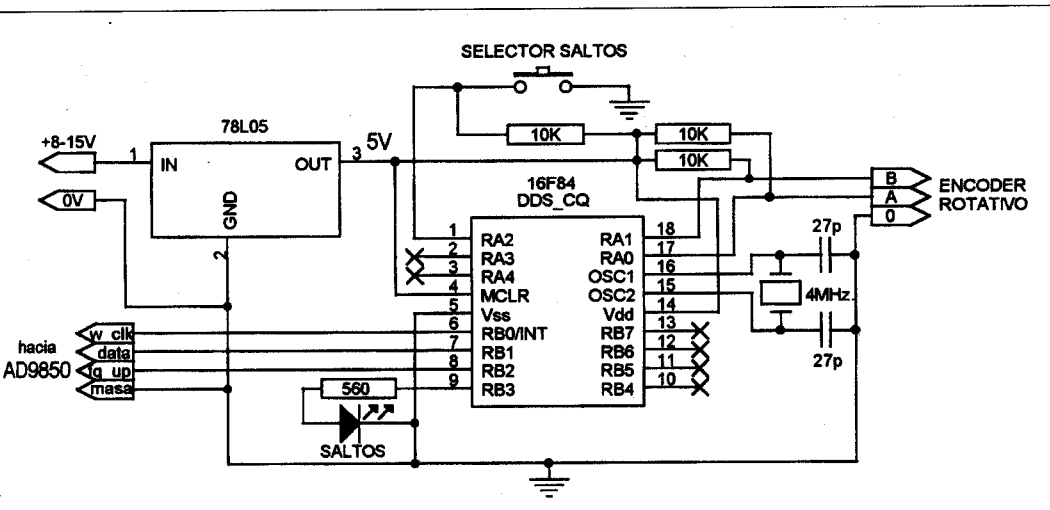 SELECTOR SALTOS
78L05
+8-15V
1
IN
OUT
3
5V
10K
10K
10K
0V
GND
2
16F84
DDS_CQ
B
A
0
ENCODER
ROTATIVO
1
RA2
RA1
18
2
RA3
RA0
17
3
RA4
OSC1
16
4
MCLR
OSC2
15
5
Vss
Vdd
14
6
RB0/INT
RB7
13
7
RB1
RB6
12
8
RB2
RB5
11
9
RB3
RB4
10
27p
4MHz.
27p
hacia
AD9850
w_clk
data
q_up
masa
560
SALTOS